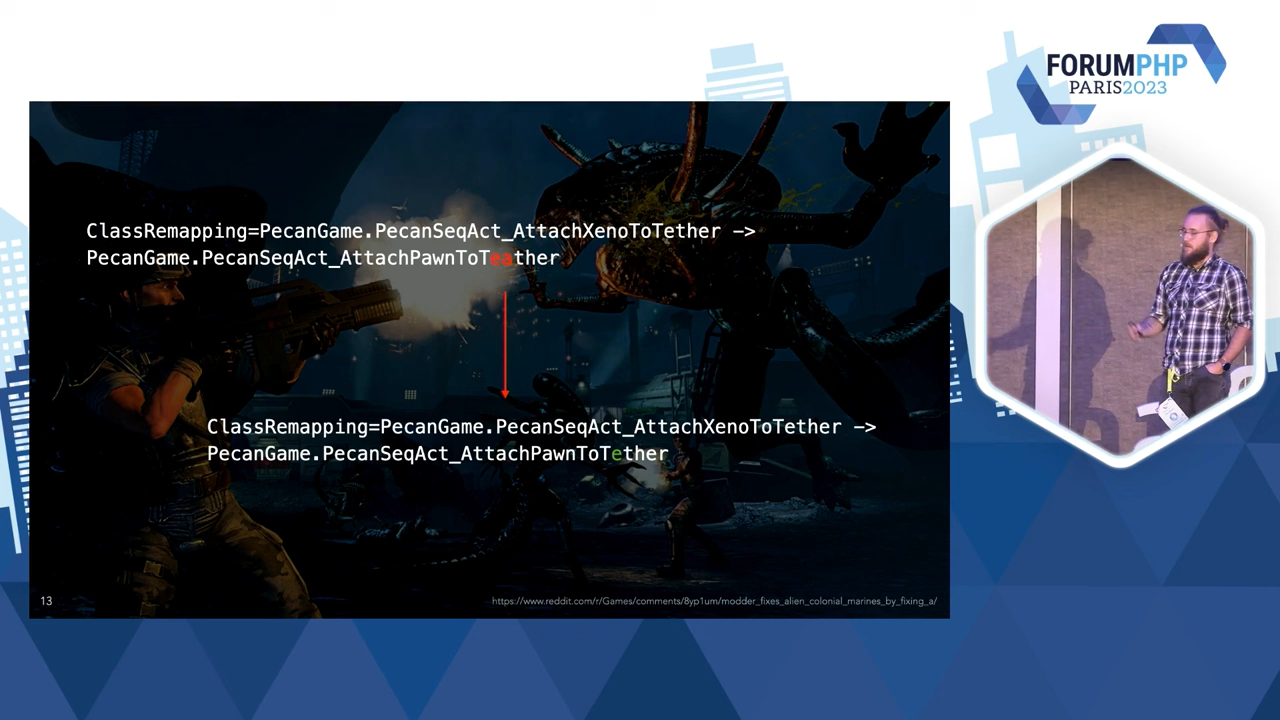 FORUMPHP
PARIS2023
ClassRemapping=PecanGame.PecanSeqAct_AttachXenoToTether ->
PecanGame.PecanSeqAct_AttachPawnToTeather
ClassRemapping=PecanGame.PecanSeqAct_AttachXenoToTether ->
PecanGame.PecanSeqAct_AttachPawnToTether
13
https://www.reddit.com/r/Games/comments/8yp1um/modder_fixes_alien_colonial_marines_by_fixing_a/